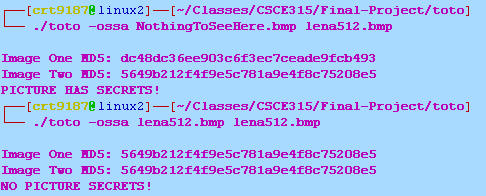 ┌──[crt9187@linux2]──[~/Classes/CSCE315/Final-Project/toto]
└── ./toto -ossa NothingToSeeHere.bmp lena512.bmp
Image One MD5: dc48dc36ee903c6f3ec7ceade9fcb493
Image Two MD5: 5649b212f4f9e5c781a9e4f8c75208e5
PICTURE HAS SECRETS!
┌──[crt9187@linux2]──[~/Classes/CSCE315/Final-Project/toto]
└── ./toto -ossa lena512.bmp lena512.bmp
Image One MD5: 5649b212f4f9e5c781a9e4f8c75208e5
Image Two MD5: 5649b212f4f9e5c781a9e4f8c75208e5
NO PICTURE SECRETS!